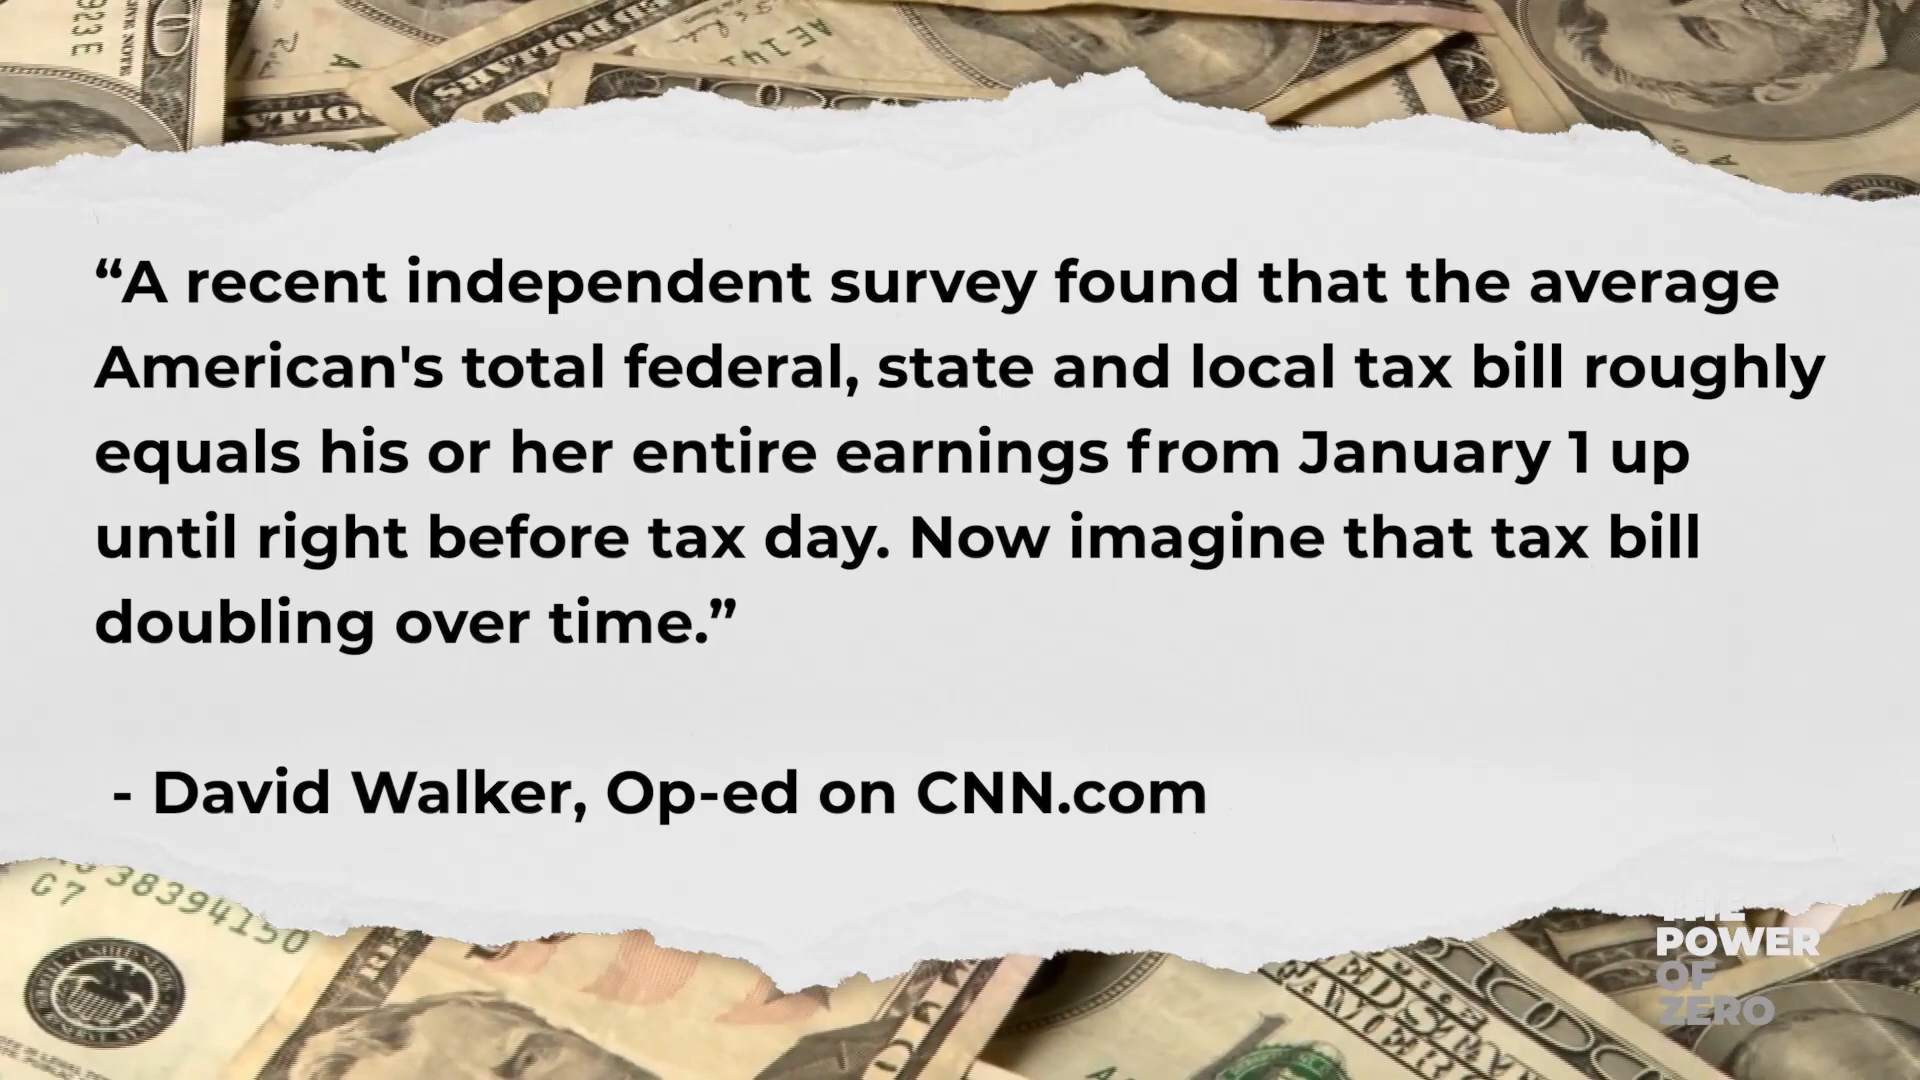 “A recent independent survey found that the average
American's total federal, state and local tax bill roughly
equals his or her entire earnings from January 1 up
until right before tax day. Now imagine that tax bill
doubling over time.”
- David Walker, Op-ed on CNN.com
G7
38394150
THE
POWER
OF
ZERO